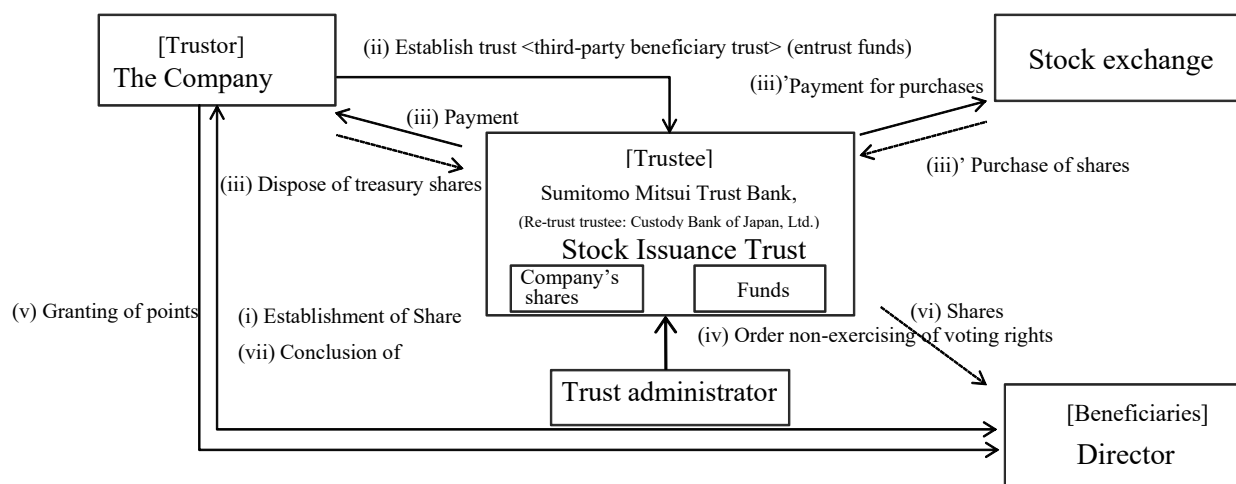 [Trustor]
The Company
(ii) Establish trust <third-party beneficiary trust> (entrust funds)
Stock exchange
(iii)’Payment for purchases
(iii) Payment
[Trustee]
(iii)’ Purchase of shares
(iii) Dispose of treasury shares
Sumitomo Mitsui Trust Bank,
(Re-trust trustee: Custody Bank of Japan, Ltd.)
Stock Issuance Trust
Company’s
shares
Funds
(v) Granting of points
(i) Establishment of Share
(vii) Conclusion of
(vi) Shares
(iv) Order non-exercising of voting rights
Trust administrator
[Beneficiaries]
Director